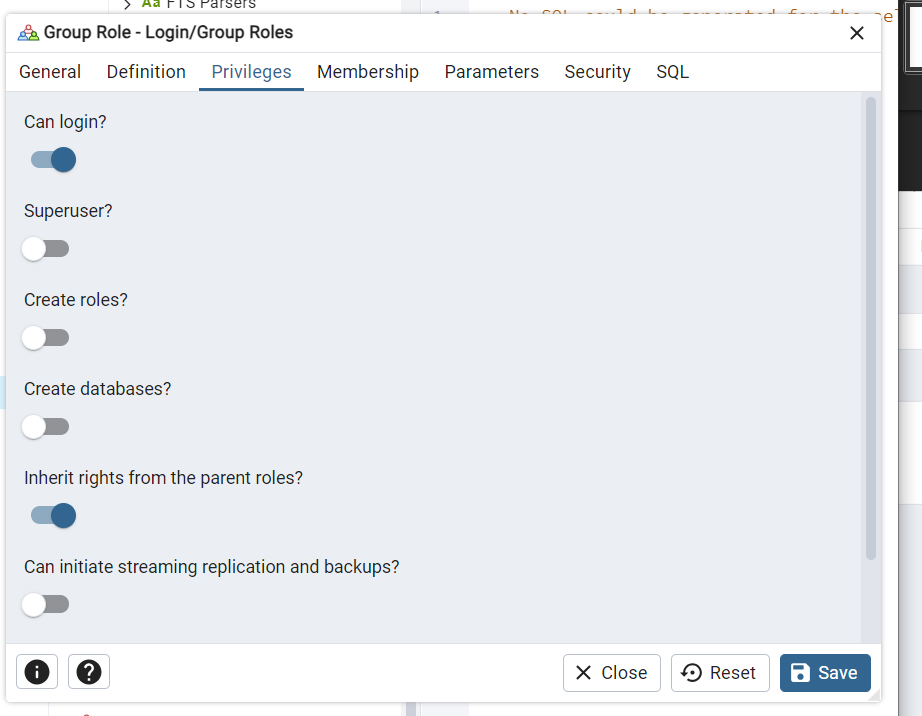 Aa FTS Parsers
1
No SQL could be generated for the sel
Group Role - Login/Group Roles
General Definition Privileges Membership Parameters Security SQL
Can login?
Superuser?
Create roles?
Create databases?
Inherit rights from the parent roles?
Can initiate streaming replication and backups?
Close Reset Save